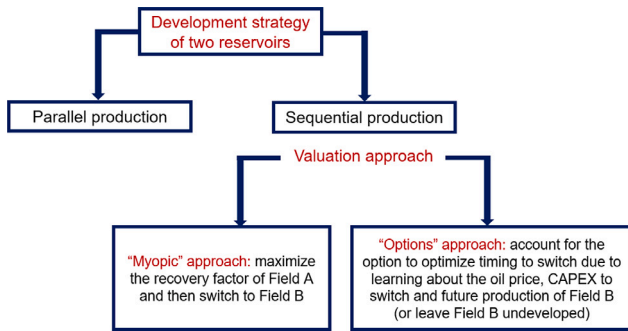 Development strategy
of two reservoirs
Parallel production
Sequential production
Valuation approach
“Myopic” approach: maximize
the recovery factor of Field A
and then switch to Field B
“Options” approach: account for the
option to optimize timing to switch due to
learning about the oil price, CAPEX to
switch and future production of Field B
(or leave Field B undeveloped)